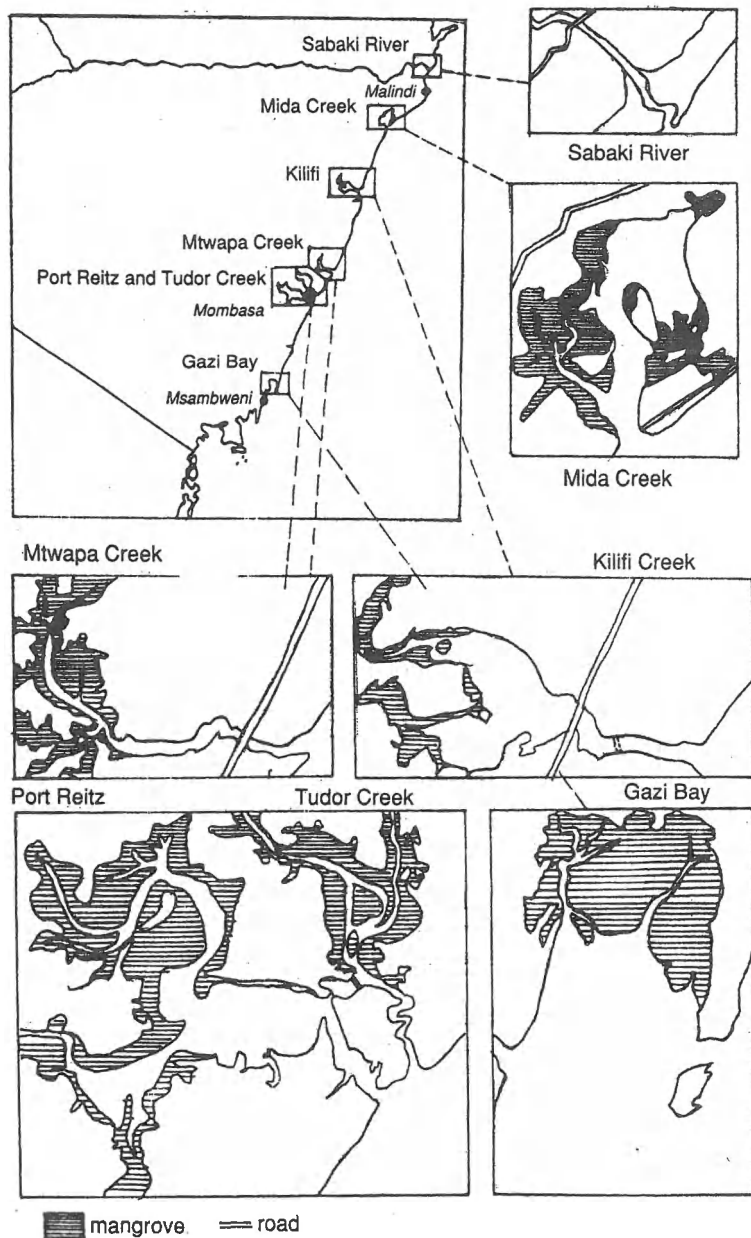 Sabaki River
Malindi
Mida Creek
Kilifi
Mtwapa Creek
Port Reitz and Tudor Creek
Mombasa
Gazi Bay
Msambweni
Sabaki River
Mida Creek
Mtwapa Creek
Kilifi Creek
Port Reitz
Tudor Creek
Gazi Bay
mangrove
road